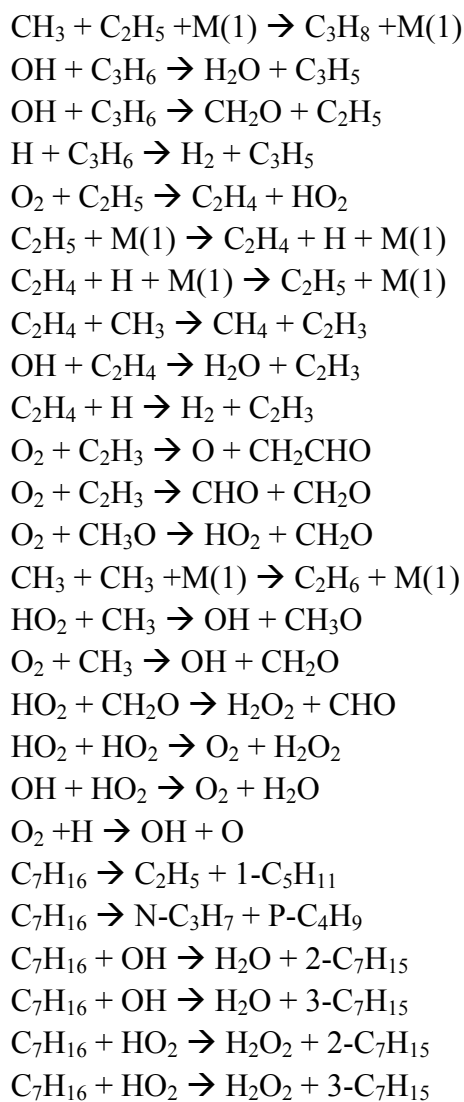 CH₃ + C₂H₅ +M(1) → C₃H₈ +M(1)
OH + C₃H₆ → H₂O + C₃H₅
OH + C₃H₆ → CH₂O + C₂H₅
H + C₃H₆ → H₂ + C₃H₅
O₂ + C₂H₅ → C₂H₄ + HO₂
C₂H₅ + M(1) → C₂H₄ + H + M(1)
C₂H₄ + H + M(1) → C₂H₅ + M(1)
C₂H₄ + CH₃ → CH₄ + C₂H₃
OH + C₂H₄ → H₂O + C₂H₃
C₂H₄ + H → H₂ + C₂H₃
O₂ + C₂H₃ → O + CH₂CHO
O₂ + C₂H₃ → CHO + CH₂O
O₂ + CH₃O → HO₂ + CH₂O
CH₃ + CH₃ +M(1) → C₂H₆ + M(1)
HO₂ + CH₃ → OH + CH₃O
O₂ + CH₃ → OH + CH₂O
HO₂ + CH₂O → H₂O₂ + CHO
HO₂ + HO₂ → O₂ + H₂O₂
OH + HO₂ → O₂ + H₂O
O₂ +H → OH + O
C₇H₁₆ → C₂H₅ + 1-C₅H₁₁
C₇H₁₆ → N-C₃H₇ + P-C₄H₉
C₇H₁₆ + OH → H₂O + 2-C₇H₁₅
C₇H₁₆ + OH → H₂O + 3-C₇H₁₅
C₇H₁₆ + HO₂ → H₂O₂ + 2-C₇H₁₅
C₇H₁₆ + HO₂ → H₂O₂ + 3-C₇H₁₅